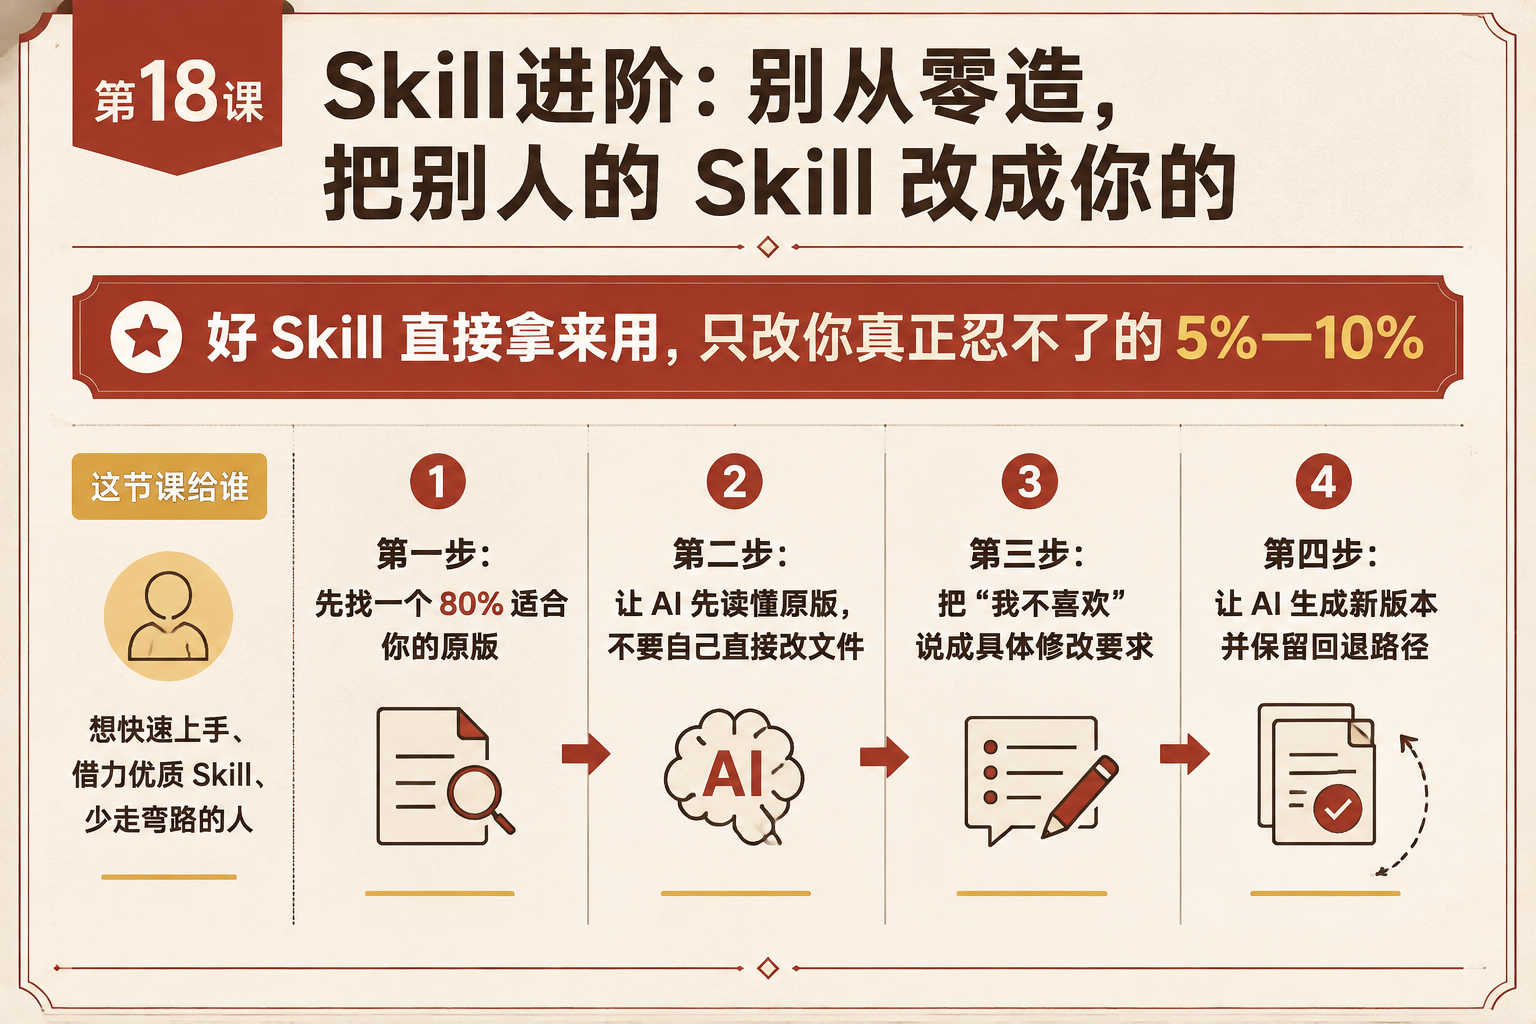 第18课
Skill进阶：别从零造，
把别人的 Skill 改成你的
好 Skill 直接拿来用，只改你真正忍不了的 5%—10%
这节课给谁
想快速上手、
借力优质 Skill、
少走弯路的人
1
第一步：
先找一个 80% 适合
你的原版
2
第二步：
让 AI 先读懂原版，
不要自己直接改文件
AI
3
第三步：
把“我不喜欢”
说成具体修改要求
4
第四步：
让 AI 生成新版本
并保留回退路径